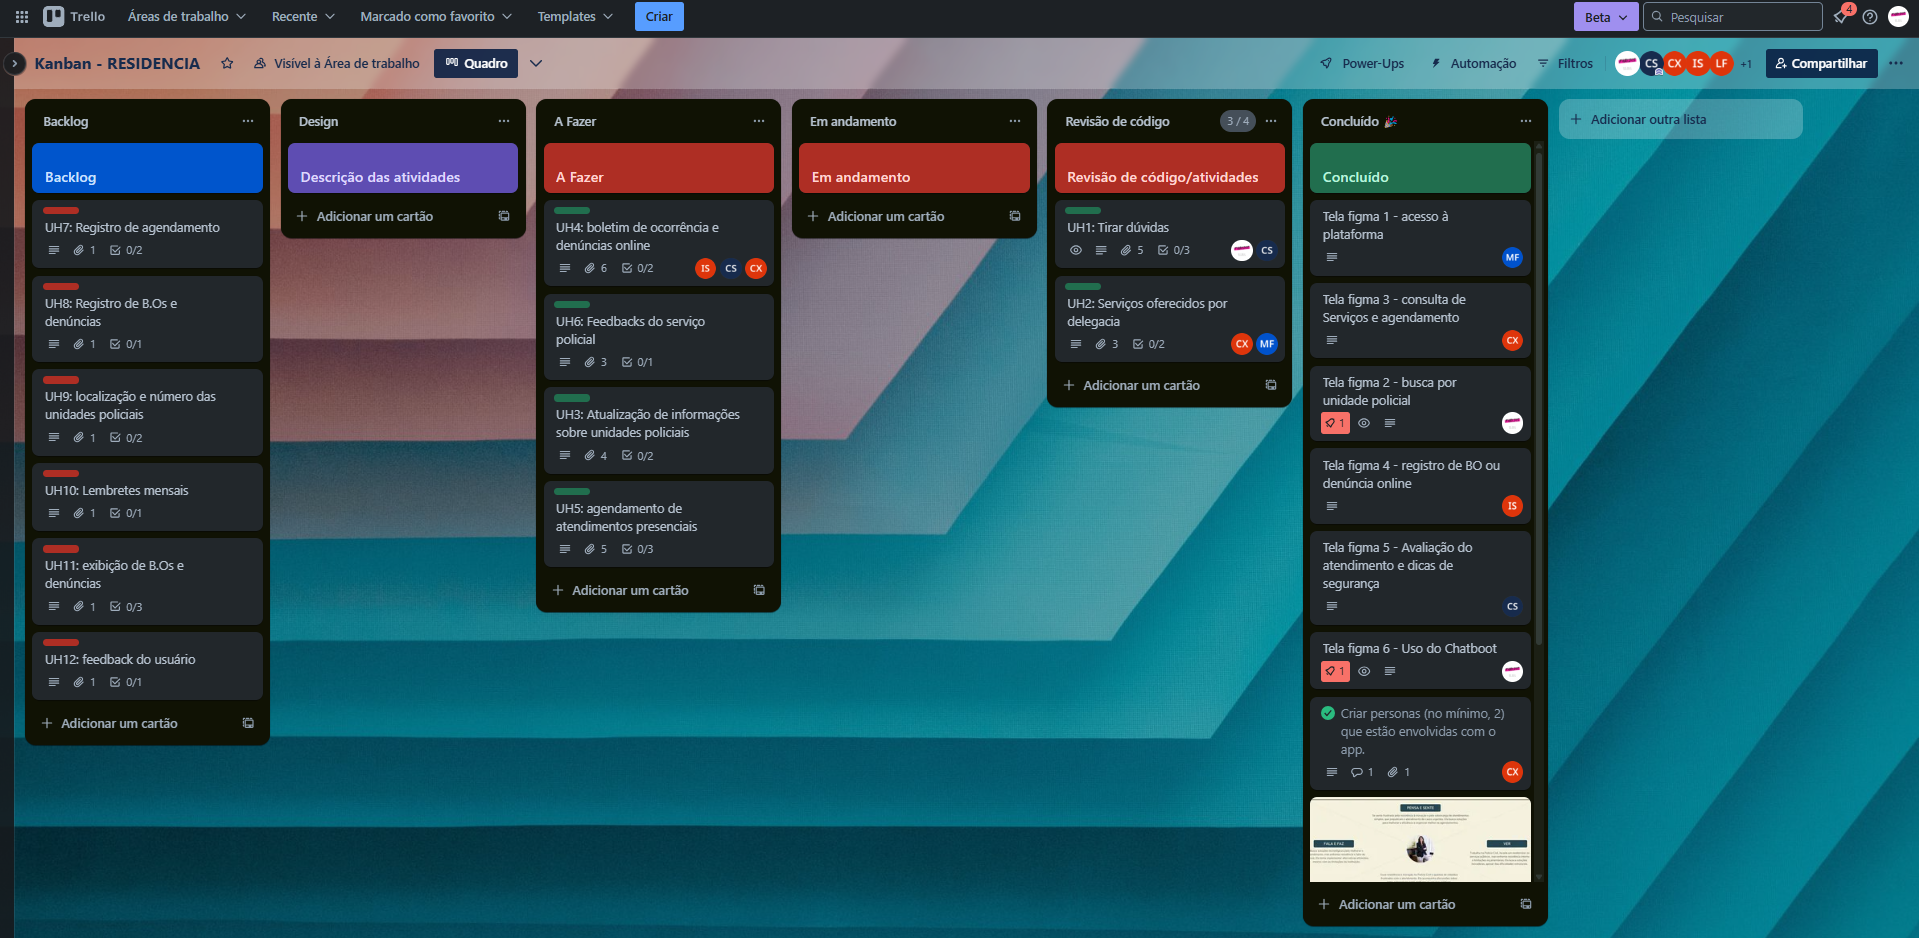 Trello
Áreas de trabalho
Recente
Marcado como favorito
Templates
Criar
Beta
Pesquisar
4
Kanban - RESIDENCIA
Visível à Área de trabalho
Quadro
Power-Ups
Automação
Filtros
CS
CX
IS
LF
+1
Compartilhar
Backlog
Backlog
UH7: Registro de agendamento
1 0/2
UH8: Registro de B.Os e
denúncias
1 0/1
UH9: localização e número das
unidades policiais
1 0/2
UH10: Lembretes mensais
1 0/1
UH11: exibição de B.Os e
denúncias
1 0/3
UH12: feedback do usuário
1 0/1
Adicionar um cartão
Design
Descrição das atividades
Adicionar um cartão
A Fazer
A Fazer
UH4: boletim de ocorrência e
denúncias online
6 0/2 IS CS CX
UH6: Feedbacks do serviço
policial
3 0/1
UH3: Atualização de informações
sobre unidades policiais
4 0/2
UH5: agendamento de
atendimentos presenciais
5 0/3
Adicionar um cartão
Em andamento
Em andamento
Adicionar um cartão
Revisão de código
3 / 4
Revisão de código/atividades
UH1: Tirar dúvidas
5 0/3 CS
UH2: Serviços oferecidos por
delegacia
3 0/2 CX MF
Adicionar um cartão
Concluído
Concluído
Tela figma 1 - acesso à
plataforma
MF
Tela figma 3 - consulta de
Serviços e agendamento
CX
Tela figma 2 - busca por
unidade policial
1
Tela figma 4 - registro de BO ou
denúncia online
IS
Tela figma 5 - Avaliação do
atendimento e dicas de
segurança
CS
Tela figma 6 - Uso do Chatboot
1
Criar personas (no mínimo, 2)
que estão envolvidas com o
app.
1 1 CX
PENSA E SENTE
FALA E FAZ
VER
Adicionar um cartão
Adicionar outra lista